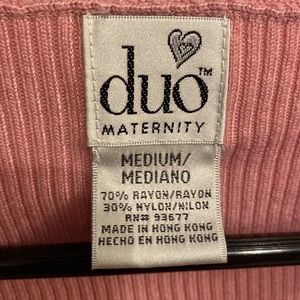 duo™
MATERNITY
MEDIUM/
MEDIANO
70% RAYON/RAYON
30% NYLON/NILON
RN# 93677
MADE IN HONG KONG
HECHO EN HONG KONG